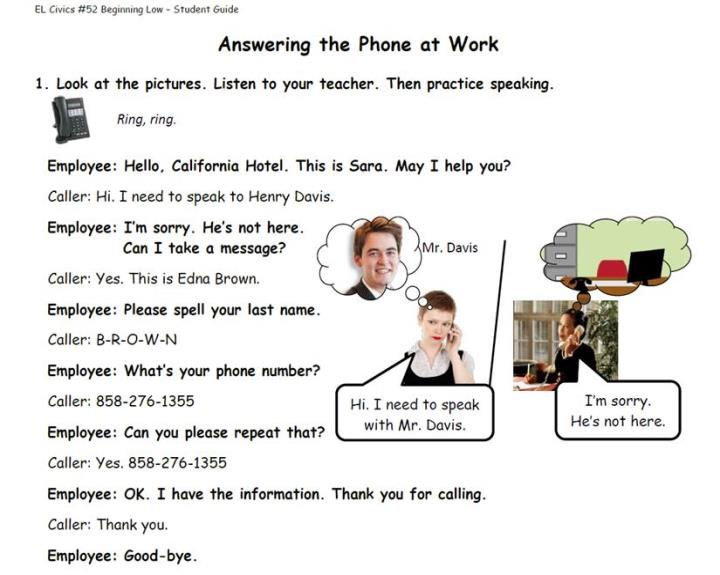 EL Civics #52 Beginning Low – Student Guide
Answering the Phone at Work
1. Look at the pictures. Listen to your teacher. Then practice speaking.
Ring, ring.
Employee: Hello, California Hotel. This is Sara. May I help you?
Caller: Hi. I need to speak to Henry Davis.
Employee: I'm sorry. He's not here.
Can I take a message?
Caller: Yes. This is Edna Brown.
Employee: Please spell your last name.
Caller: B-R-O-W-N
Employee: What's your phone number?
Caller: 858-276-1355
Employee: Can you please repeat that?
Caller: Yes. 858-276-1355
Employee: OK. I have the information. Thank you for calling.
Caller: Thank you.
Employee: Good-bye.
Mr. Davis
Hi. I need to speak
with Mr. Davis.
I'm sorry.
He's not here.